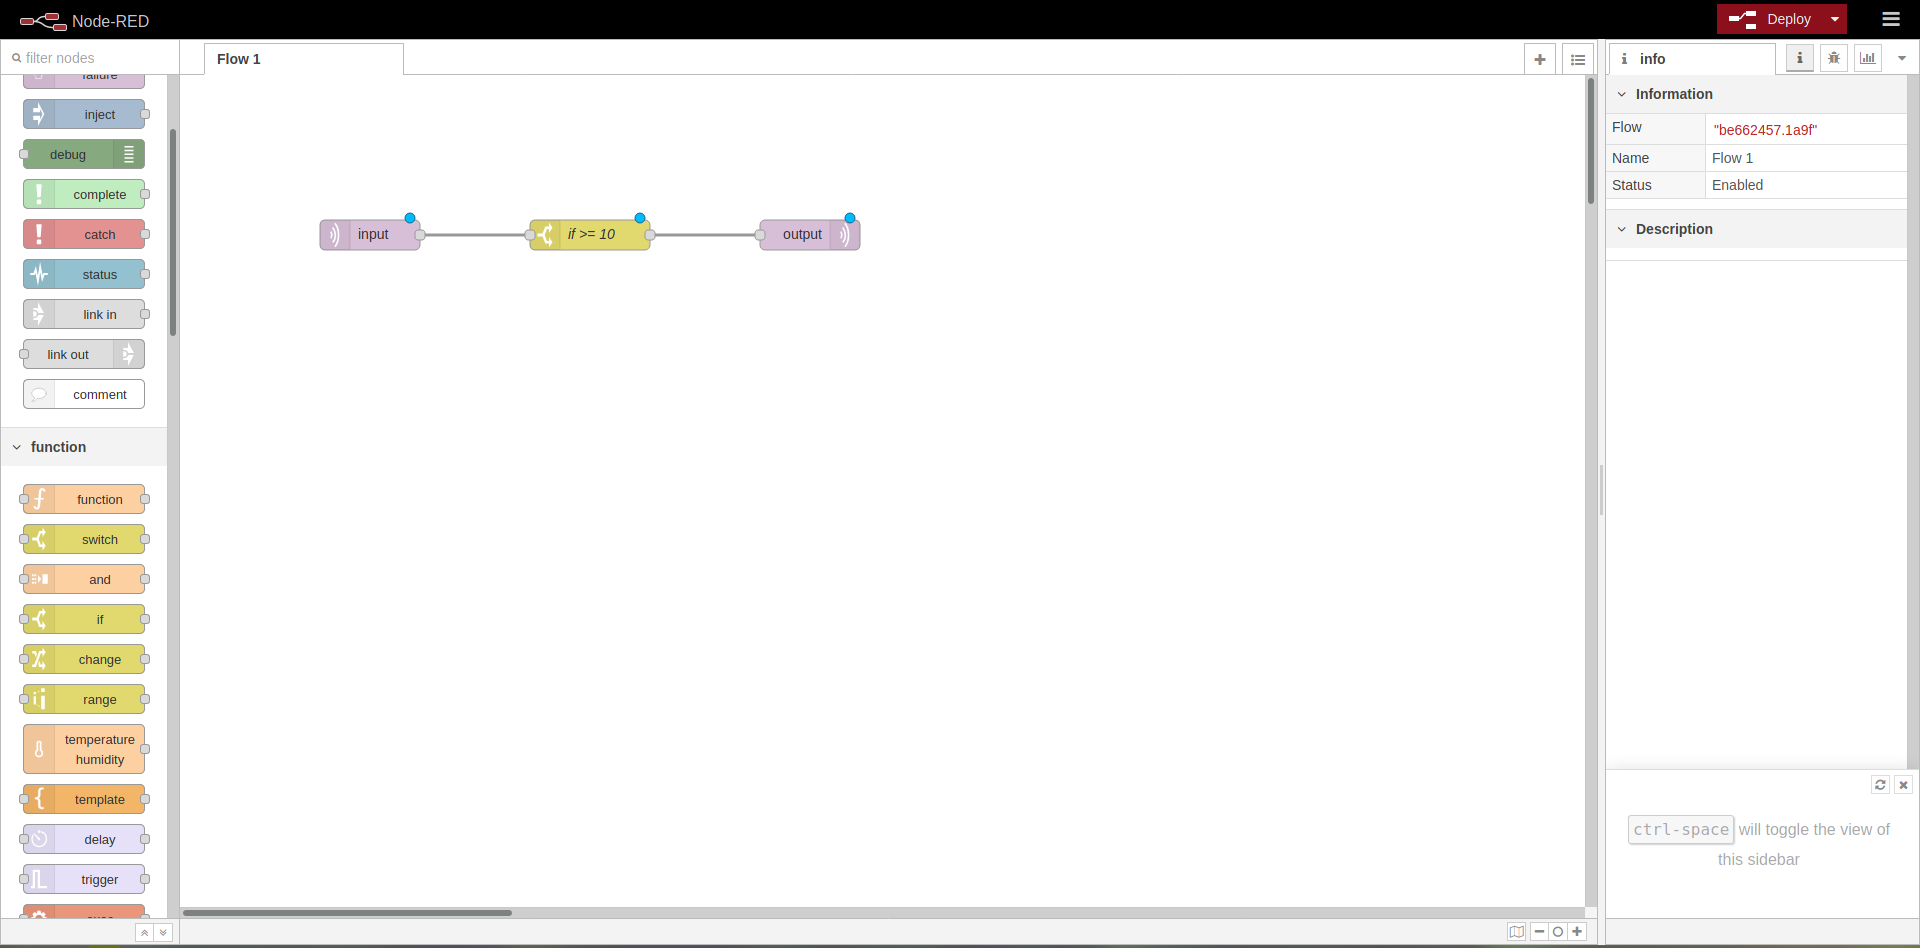 Node-RED
Deploy
filter nodes
Flow 1
info
failure
inject
debug
complete
catch
status
link in
link out
comment
function
function
switch
and
if
change
range
temperature
humidity
template
delay
trigger
input
if >= 10
output
Information
Flow "be662457.1a9f"
Name Flow 1
Status Enabled
Description
ctrl-space will toggle the view of
this sidebar